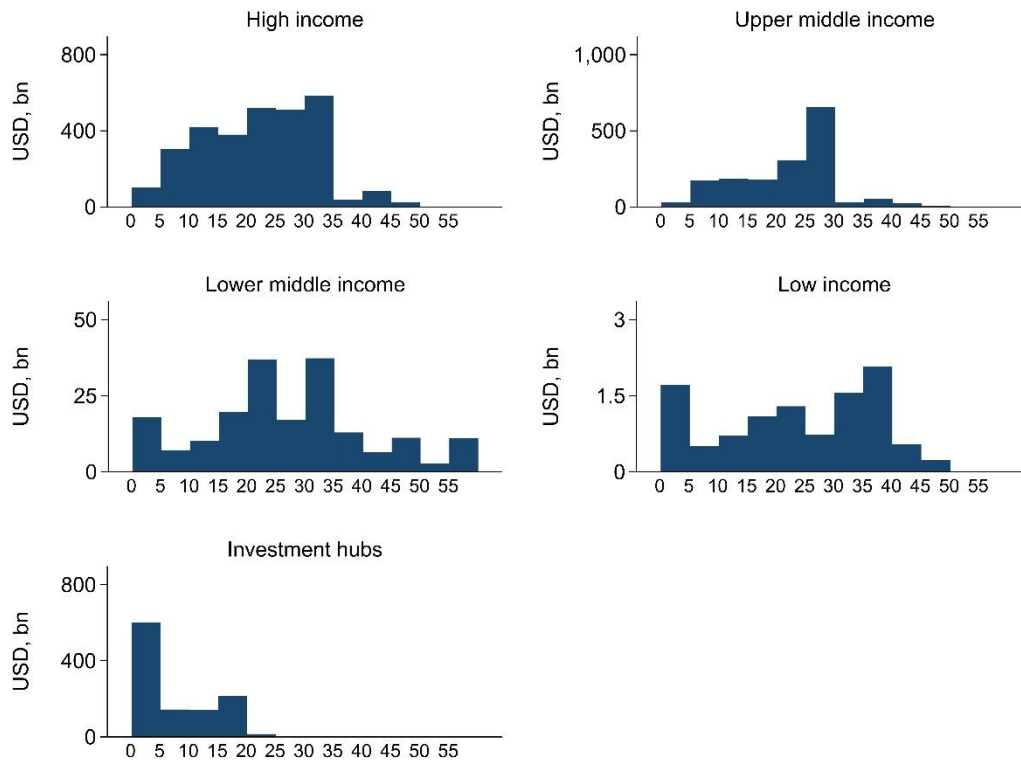 High income
USD, bn
800
400
0
0 5 10 15 20 25 30 35 40 45 50 55
Upper middle income
USD, bn
1,000
500
0
0 5 10 15 20 25 30 35 40 45 50 55
Lower middle income
USD, bn
50
25
0
0 5 10 15 20 25 30 35 40 45 50 55
Low income
USD, bn
3
1.5
0
0 5 10 15 20 25 30 35 40 45 50 55
Investment hubs
USD, bn
800
400
0
0 5 10 15 20 25 30 35 40 45 50 55